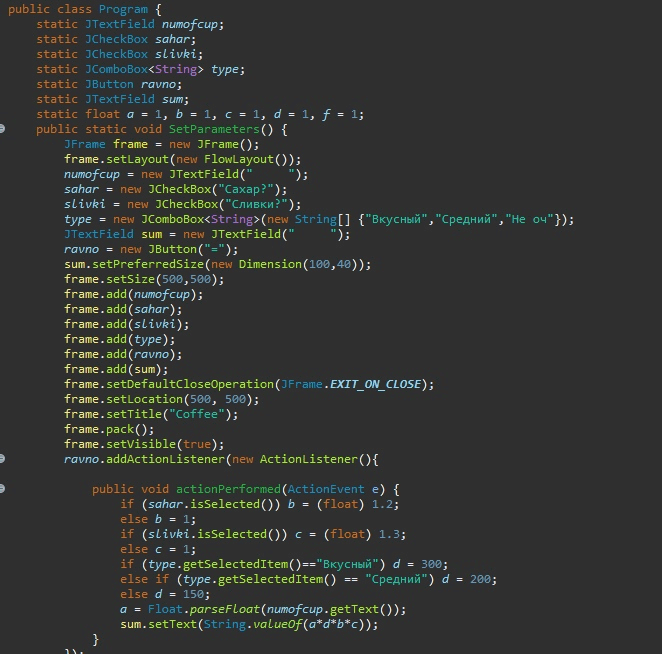 public class Program {
    static JTextField numofcup;
    static JCheckBox sahar;
    static JCheckBox slivki;
    static JComboBox<String> type;
    static JButton ravno;
    static JTextField sum;
    static float a = 1, b = 1, c = 1, d = 1, f = 1;
    public static void SetParameters() {
        JFrame frame = new JFrame();
        frame.setLayout(new FlowLayout());
        numofcup = new JTextField("     ");
        sahar = new JCheckBox("Сахар?");
        slivki = new JCheckBox("Сливки?");
        type = new JComboBox<String>(new String[] {"Вкусный","Средний","Не оч"});
        JTextField sum = new JTextField("     ");
        ravno = new JButton("=");
        sum.setPreferredSize(new Dimension(100,40));
        frame.setSize(500,500);
        frame.add(numofcup);
        frame.add(sahar);
        frame.add(slivki);
        frame.add(type);
        frame.add(ravno);
        frame.add(sum);
        frame.setDefaultCloseOperation(JFrame.EXIT_ON_CLOSE);
        frame.setLocation(500, 500);
        frame.setTitle("Coffee");
        frame.pack();
        frame.setVisible(true);
        ravno.addActionListener(new ActionListener(){
            public void actionPerformed(ActionEvent e) {
                if (sahar.isSelected()) b = (float) 1.2;
                else b = 1;
                if (slivki.isSelected()) c = (float) 1.3;
                else c = 1;
                if (type.getSelectedItem()=="Вкусный") d = 300;
                else if (type.getSelectedItem() == "Средний") d = 200;
                else d = 150;
                a = Float.parseFloat(numofcup.getText());
                sum.setText(String.valueOf(a*d*b*c));
            }
        });